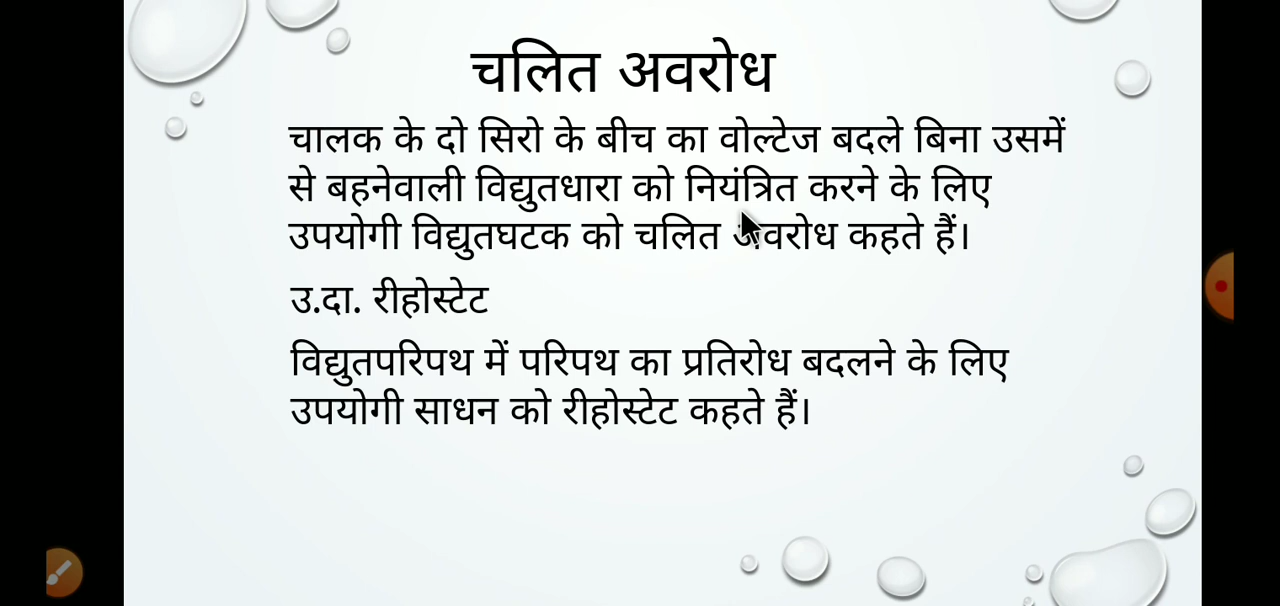 चलित अवरोध
चालक के दो सिरो के बीच का वोल्टेज बदले बिना उसमें
से बहनेवाली विद्युतधारा को नियंत्रित करने के लिए
उपयोगी विद्युतघटक को चलित अवरोध कहते हैं।
उ.दा. रीहोस्टेट
विद्युतपरिपथ में परिपथ का प्रतिरोध बदलने के लिए
उपयोगी साधन को रीहोस्टेट कहते हैं।